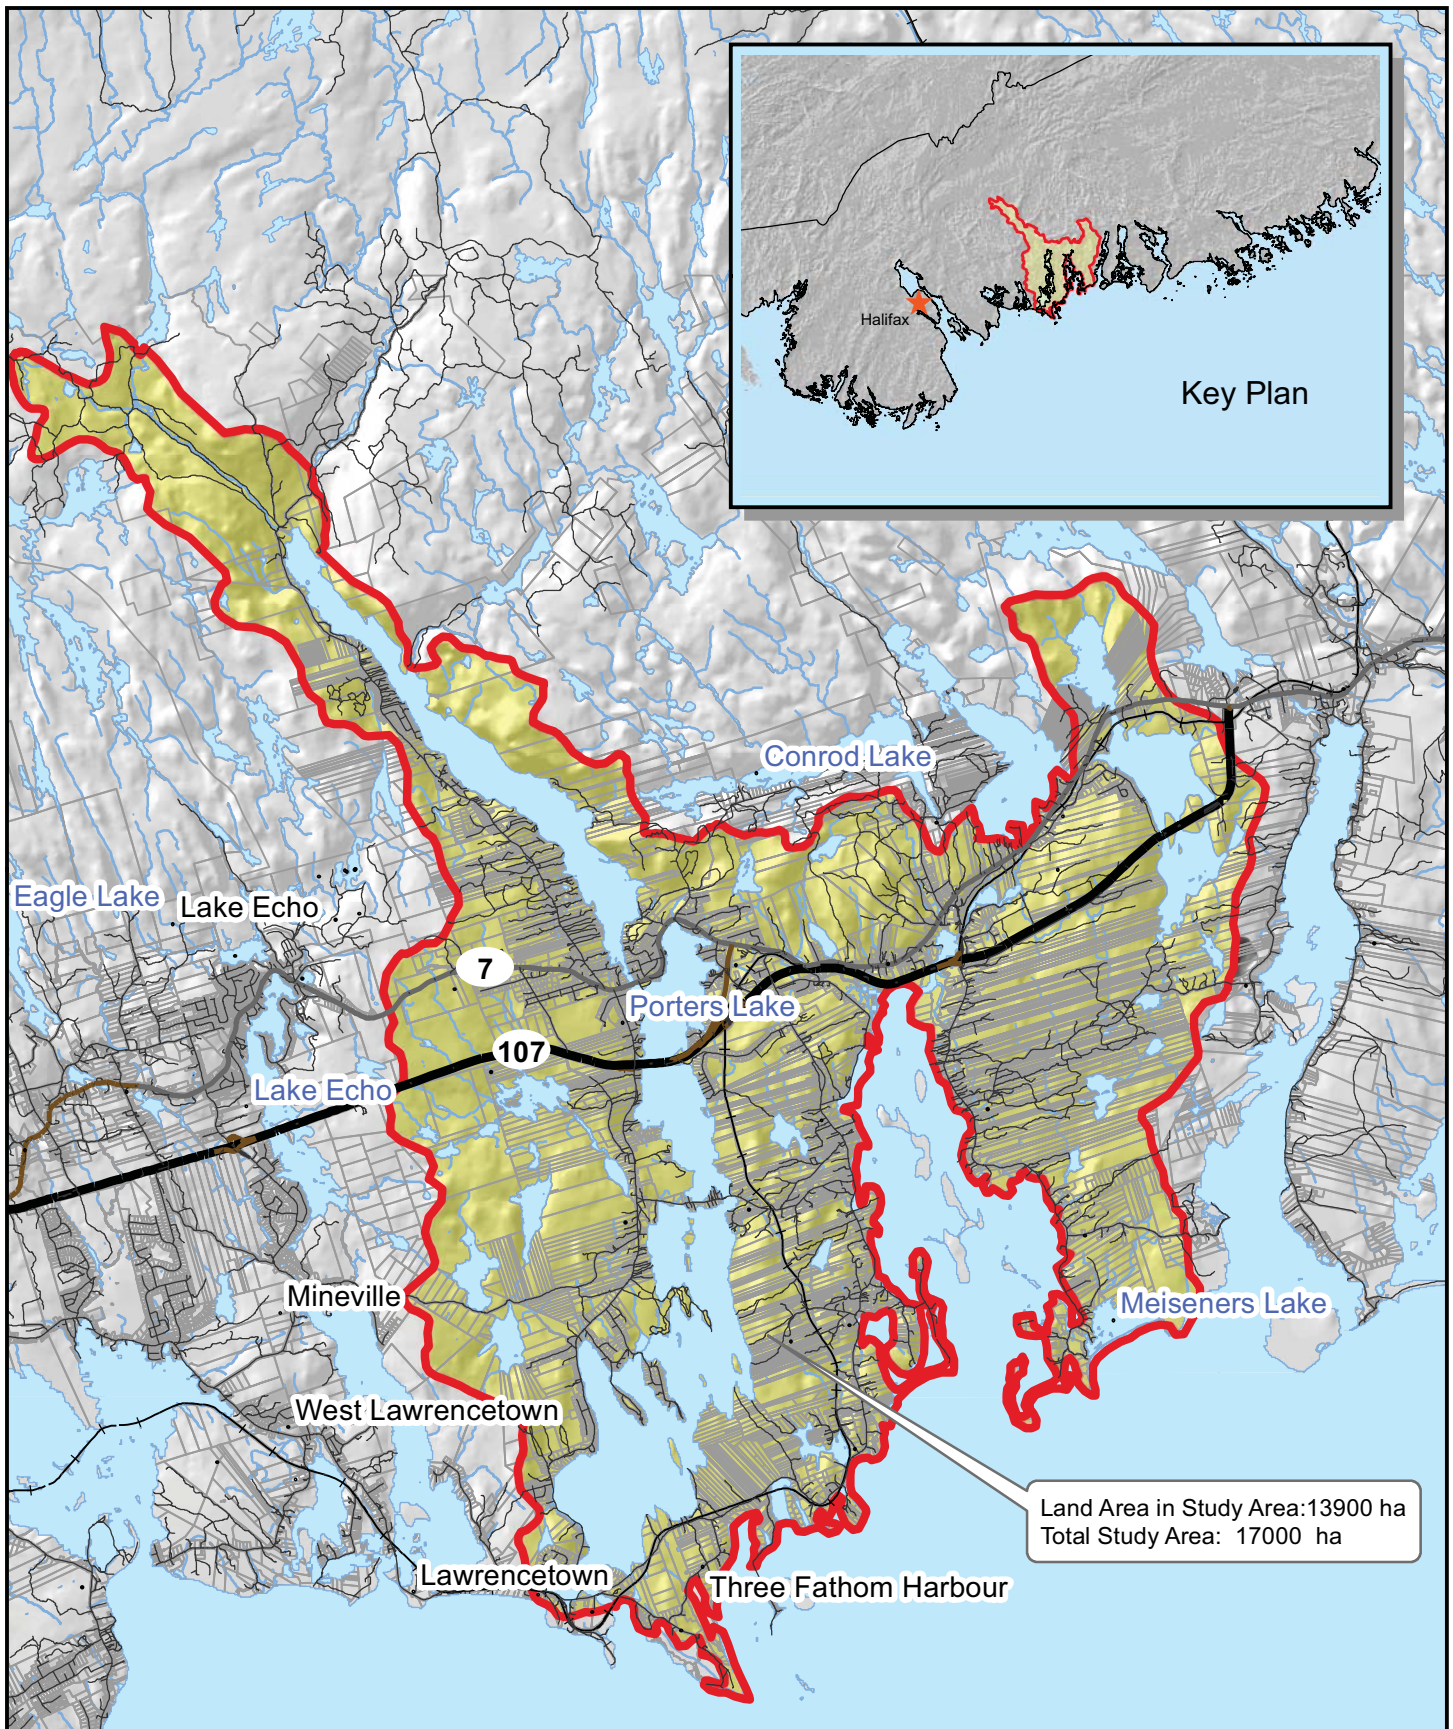 Halifax
Key Plan
Conrod Lake
Eagle Lake
Lake Echo
7
Porters Lake
107
Lake Echo
Mineville
Meiseners Lake
West Lawrencetown
Land Area in Study Area:13900 ha
Total Study Area: 17000 ha
Lawrencetown
Three Fathom Harbour